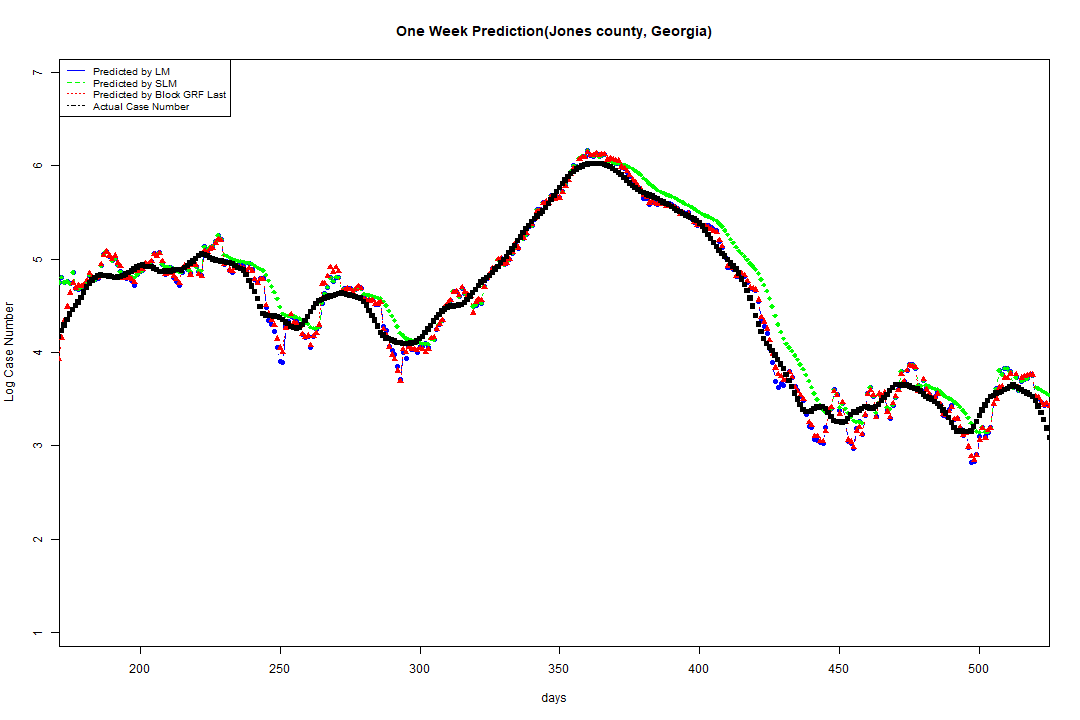 One Week Prediction(Jones county, Georgia)
Predicted by LM
Predicted by SLM
Predicted by Block GRF Last
Actual Case Number
7
6
5
4
3
2
1
Log Case Number
200 250 300 350 400 450 500
days